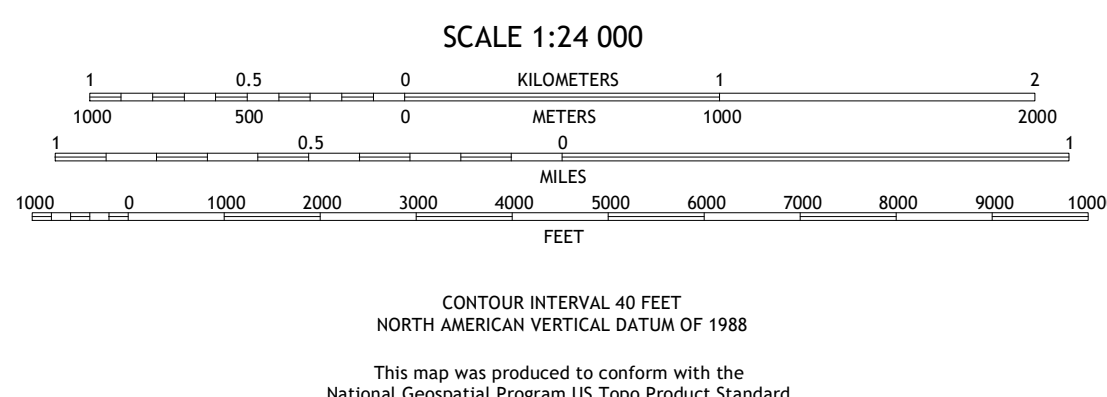 SCALE 1:24 000
1 0.5 0 KILOMETERS 1 2
1000 500 0 METERS 1000 2000
1 0.5 0 1
MILES
1000 0 1000 2000 3000 4000 5000 6000 7000 8000 9000 1000
FEET
CONTOUR INTERVAL 40 FEET
NORTH AMERICAN VERTICAL DATUM OF 1988
This map was produced to conform with the
National Geospatial Program US Topo Product Standard